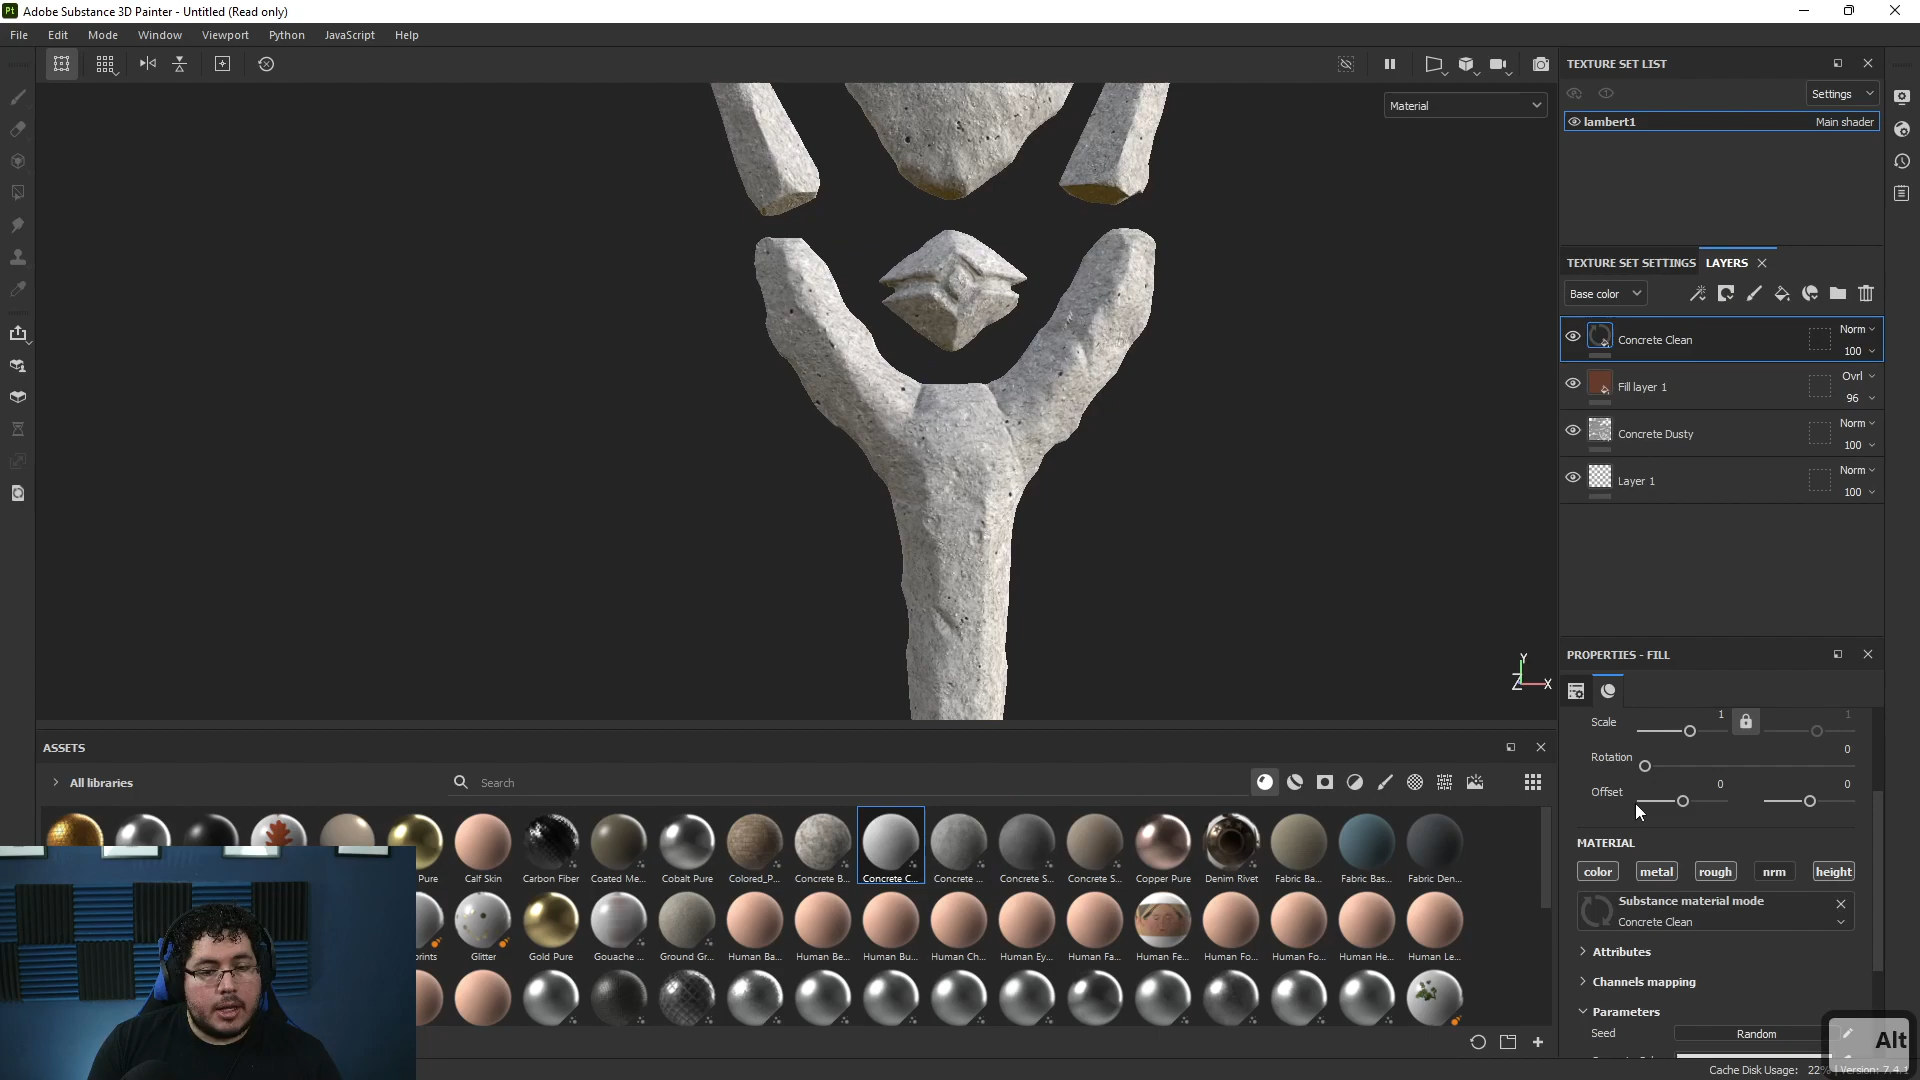 Pt Adobe Substance 3D Painter - Untitled (Read only)
File Edit Mode Window Viewport Python JavaScript Help
Material
TEXTURE SET LIST
Settings
lambert1 Main shader
TEXTURE SET SETTINGS LAYERS
Base color
Concrete Clean Norm 100
Fill layer 1 Ovrl 96
Concrete Dusty Norm 100
Layer 1 Norm 100
PROPERTIES - FILL
Scale 1 1
Rotation 0
Offset 0 0
MATERIAL
color metal rough nrm height
Substance material mode
Concrete Clean
Attributes
Channels mapping
Parameters
Seed Random
Alt
Cache Disk Usage: 22% | Version: 7.4.1
Y
Z X
ASSETS
All libraries
Search
Pure Calf Skin Carbon Fiber Coated Me... Cobalt Pure Colored_P... Concrete B... Concrete C... Concrete ... Concrete S... Concrete S... Copper Pure Denim Rivet Fabric Ba... Fabric Bas... Fabric Den...
rints Glitter Gold Pure Gouache ... Ground Gr... Human Ba... Human Be... Human Bu... Human Ch... Human Ey... Human Fa... Human Fe... Human Fo... Human Fo... Human He... Human Le...